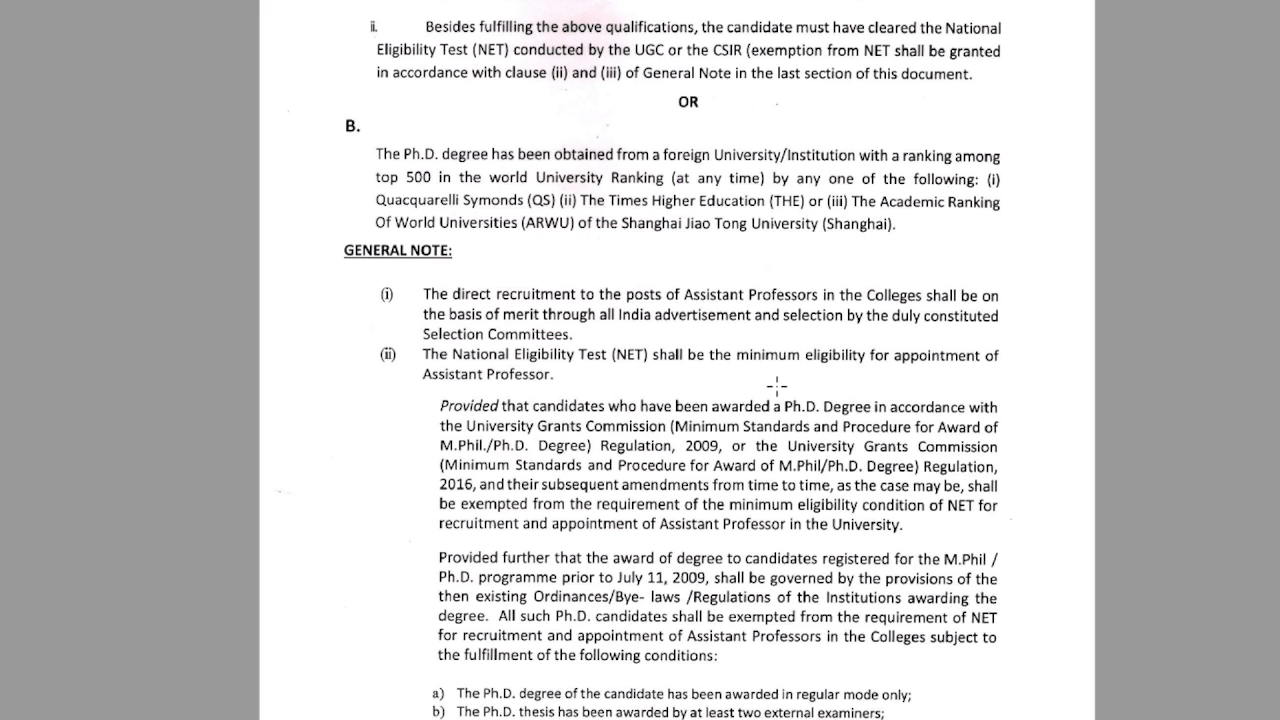 ii. Besides fulfilling the above qualifications, the candidate must have cleared the National
Eligibility Test (NET) conducted by the UGC or the CSIR (exemption from NET shall be granted
in accordance with clause (ii) and (iii) of General Note in the last section of this document.
OR
B.
The Ph.D. degree has been obtained from a foreign University/Institution with a ranking among
top 500 in the world University Ranking (at any time) by any one of the following: (i)
Quacquarelli Symonds (QS) (ii) The Times Higher Education (THE) or (iii) The Academic Ranking
Of World Universities (ARWU) of the Shanghai Jiao Tong University (Shanghai).
GENERAL NOTE:
(i) The direct recruitment to the posts of Assistant Professors in the Colleges shall be on
the basis of merit through all India advertisement and selection by the duly constituted
Selection Committees.
(ii) The National Eligibility Test (NET) shall be the minimum eligibility for appointment of
Assistant Professor.
Provided that candidates who have been awarded a Ph.D. Degree in accordance with
the University Grants Commission (Minimum Standards and Procedure for Award of
M.Phil./Ph.D. Degree) Regulation, 2009, or the University Grants Commission
(Minimum Standards and Procedure for Award of M.Phil/Ph.D. Degree) Regulation,
2016, and their subsequent amendments from time to time, as the case may be, shall
be exempted from the requirement of the minimum eligibility condition of NET for
recruitment and appointment of Assistant Professor in the University.
Provided further that the award of degree to candidates registered for the M.Phil /
Ph.D. programme prior to July 11, 2009, shall be governed by the provisions of the
then existing Ordinances/Bye- laws /Regulations of the Institutions awarding the
degree. All such Ph.D. candidates shall be exempted from the requirement of NET
for recruitment and appointment of Assistant Professors in the Colleges subject to
the fulfillment of the following conditions:
a) The Ph.D. degree of the candidate has been awarded in regular mode only;
b) The Ph.D. thesis has been awarded by at least two external examiners;